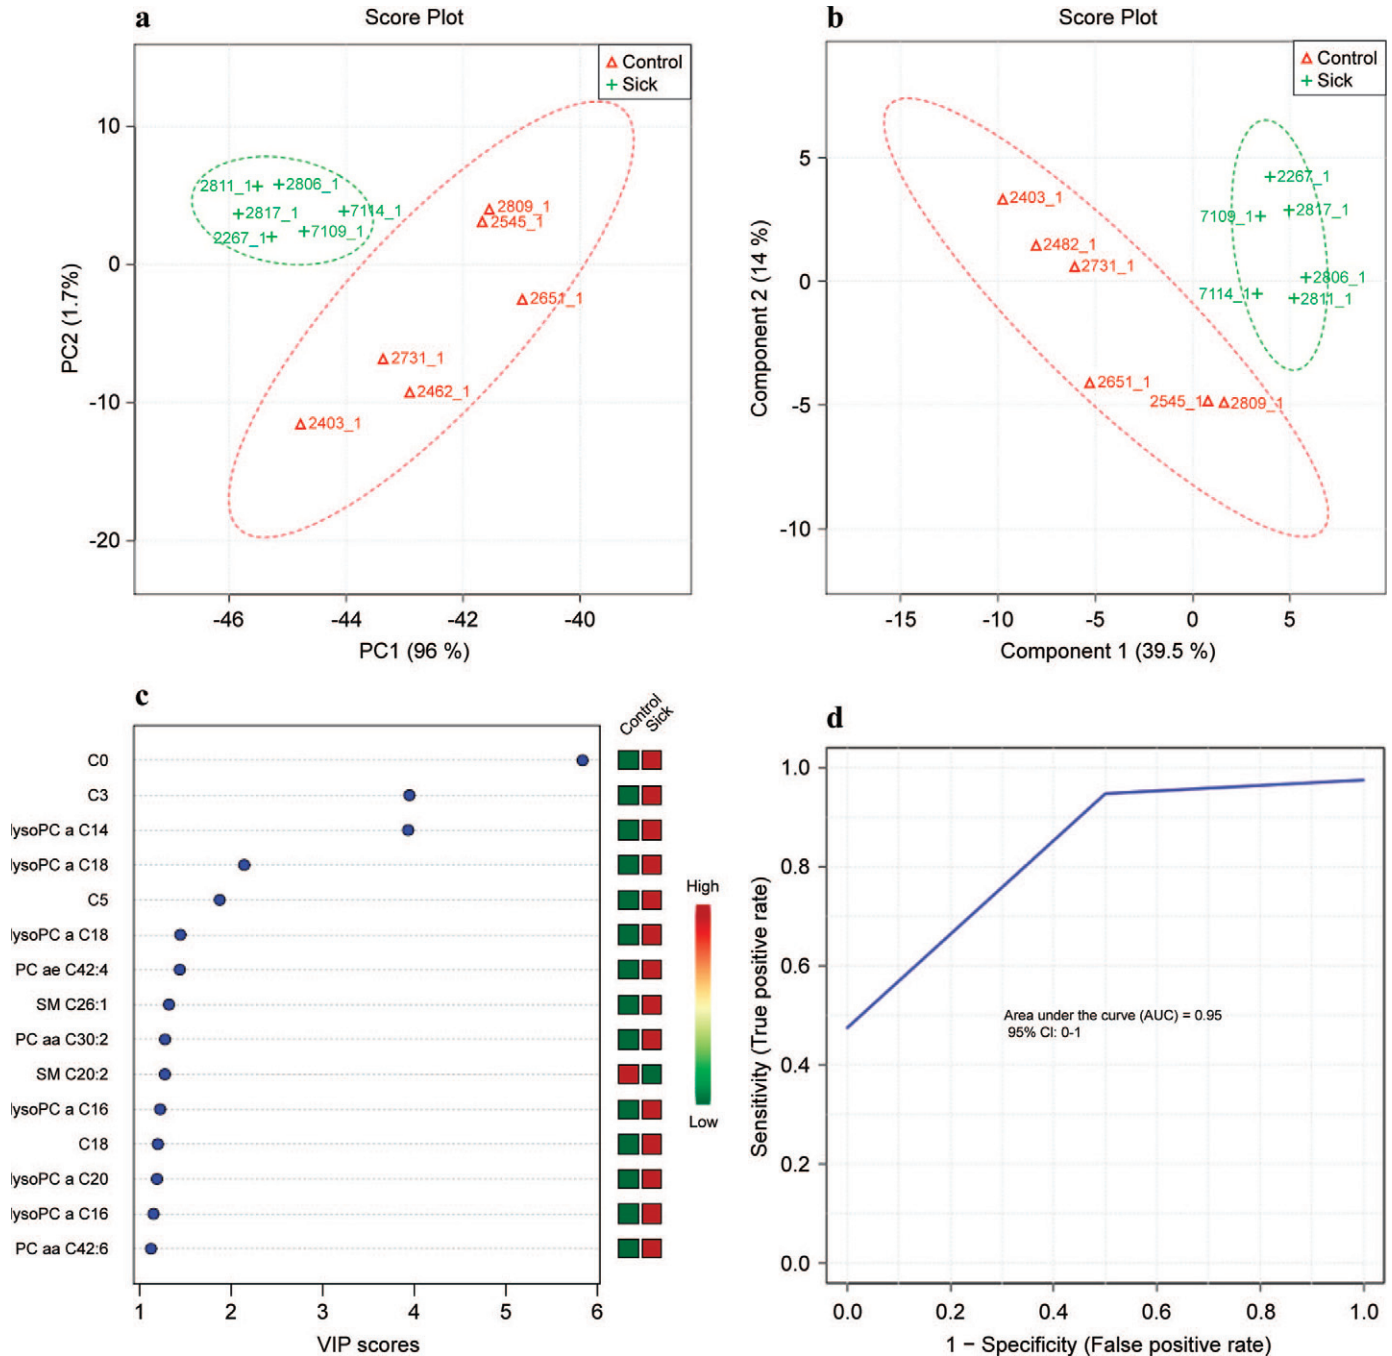 a
Score Plot
Control
Sick
10
0
-10
-20
PC2 (1.7%)
2811_1
2806_1
2817_1
7114_1
2267_1
7109_1
2809_1
2545_1
2651_1
2731_1
2462_1
2403_1
-46
-44
-42
-40
PC1 (96 %)
b
Score Plot
Control
Sick
5
0
-5
-10
Component 2 (14 %)
2403_1
2482_1
2731_1
2267_1
7109_1
2817_1
2806_1
7114_1
2811_1
2651_1
2545_1
2809_1
-15
-10
-5
0
5
Component 1 (39.5 %)
c
Control
Sick
C0
C3
lysoPC a C14
lysoPC a C18
C5
lysoPC a C18
PC ae C42:4
SM C26:1
PC aa C30:2
SM C20:2
lysoPC a C16
C18
lysoPC a C20
lysoPC a C16
PC aa C42:6
High
Low
1
2
3
4
5
6
VIP scores
d
1.0
0.8
0.6
0.4
0.2
0.0
Sensitivity (True positive rate)
Area under the curve (AUC) = 0.95
95% CI: 0-1
0.0
0.2
0.4
0.6
0.8
1.0
1 − Specificity (False positive rate)